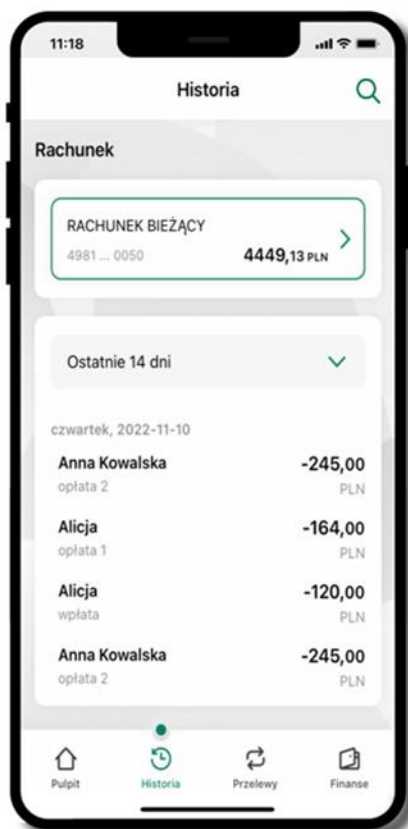 11:18
Historia
Rachunek
RACHUNEK BIEŻĄCY
4981 ... 0050
4449,13 PLN
Ostatnie 14 dni
czwartek, 2022-11-10
Anna Kowalska -245,00
opłata 2 PLN
Alicja -164,00
opłata 1 PLN
Alicja -120,00
wpłata PLN
Anna Kowalska -245,00
opłata 2 PLN
Pulpit Historia Przelewy Finanse